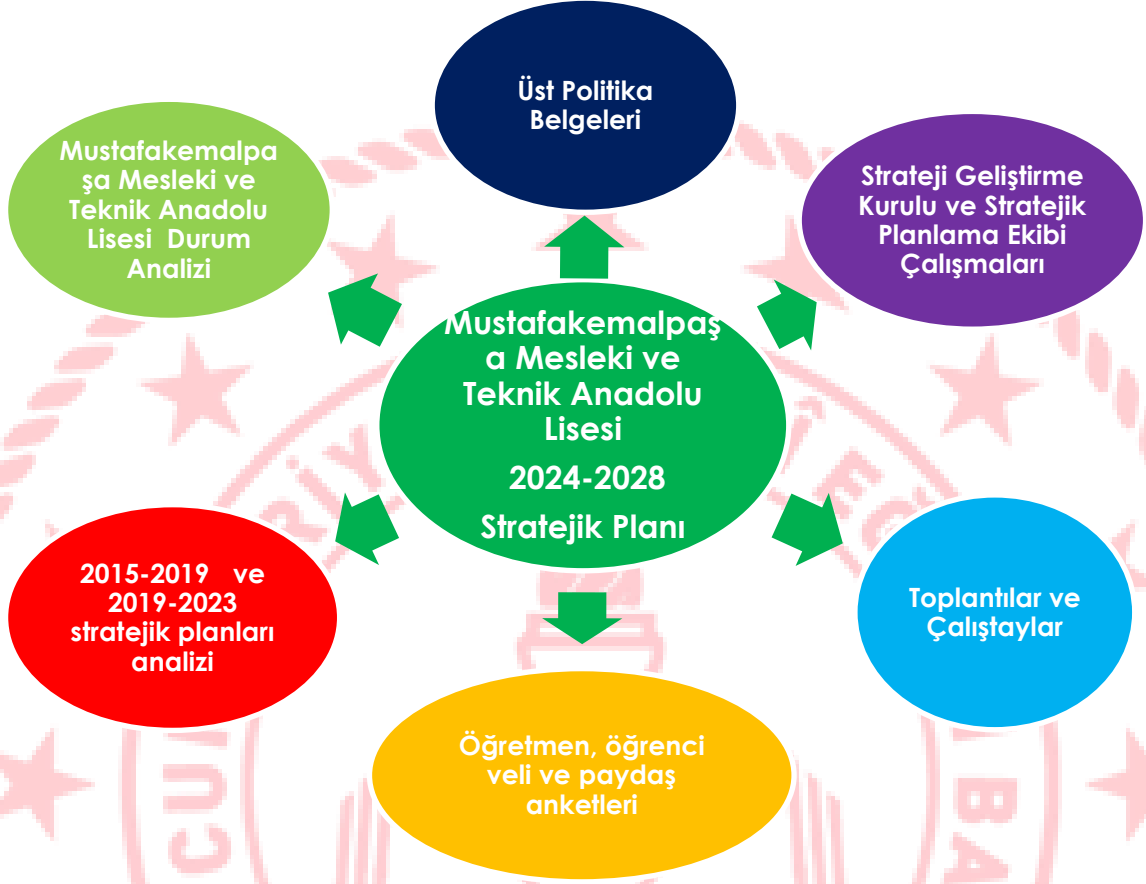 Üst Politika
Belgeleri
Mustafakemalpa
şa Mesleki ve
Teknik Anadolu
Lisesi Durum
Analizi
Strateji Geliştirme
Kurulu ve Stratejik
Planlama Ekibi
Çalışmaları
Mustafakemalpaş
a Mesleki ve
Teknik Anadolu
Lisesi
2024-2028
Stratejik Planı
2015-2019 ve
2019-2023
stratejik planları
analizi
Toplantılar ve
Çalıştaylar
Öğretmen, öğrenci
veli ve paydaş
anketleri